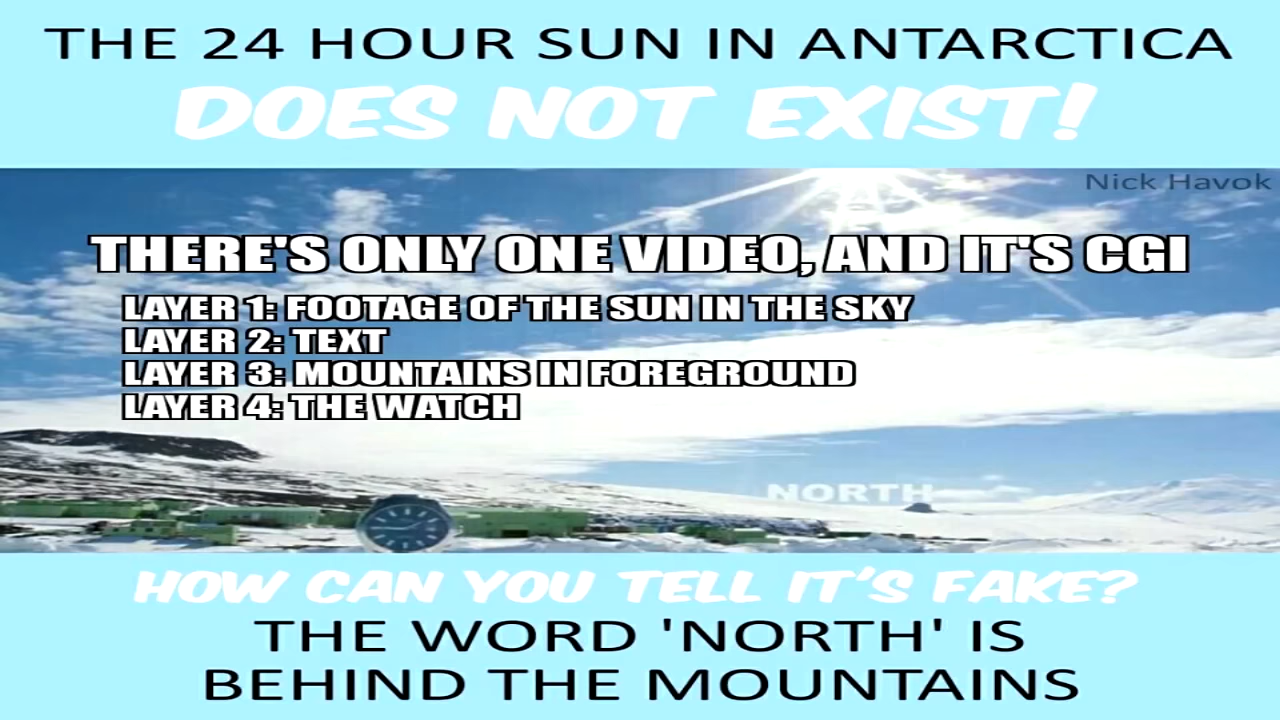 THE 24 HOUR SUN IN ANTARCTICA
DOES NOT EXIST!
Nick Havok
THERE'S ONLY ONE VIDEO, AND IT'S CGI
LAYER 1: FOOTAGE OF THE SUN IN THE SKY
LAYER 2: TEXT
LAYER 3: MOUNTAINS IN FOREGROUND
LAYER 4: THE WATCH
NORTH
HOW CAN YOU TELL IT'S FAKE?
THE WORD 'NORTH' IS
BEHIND THE MOUNTAINS